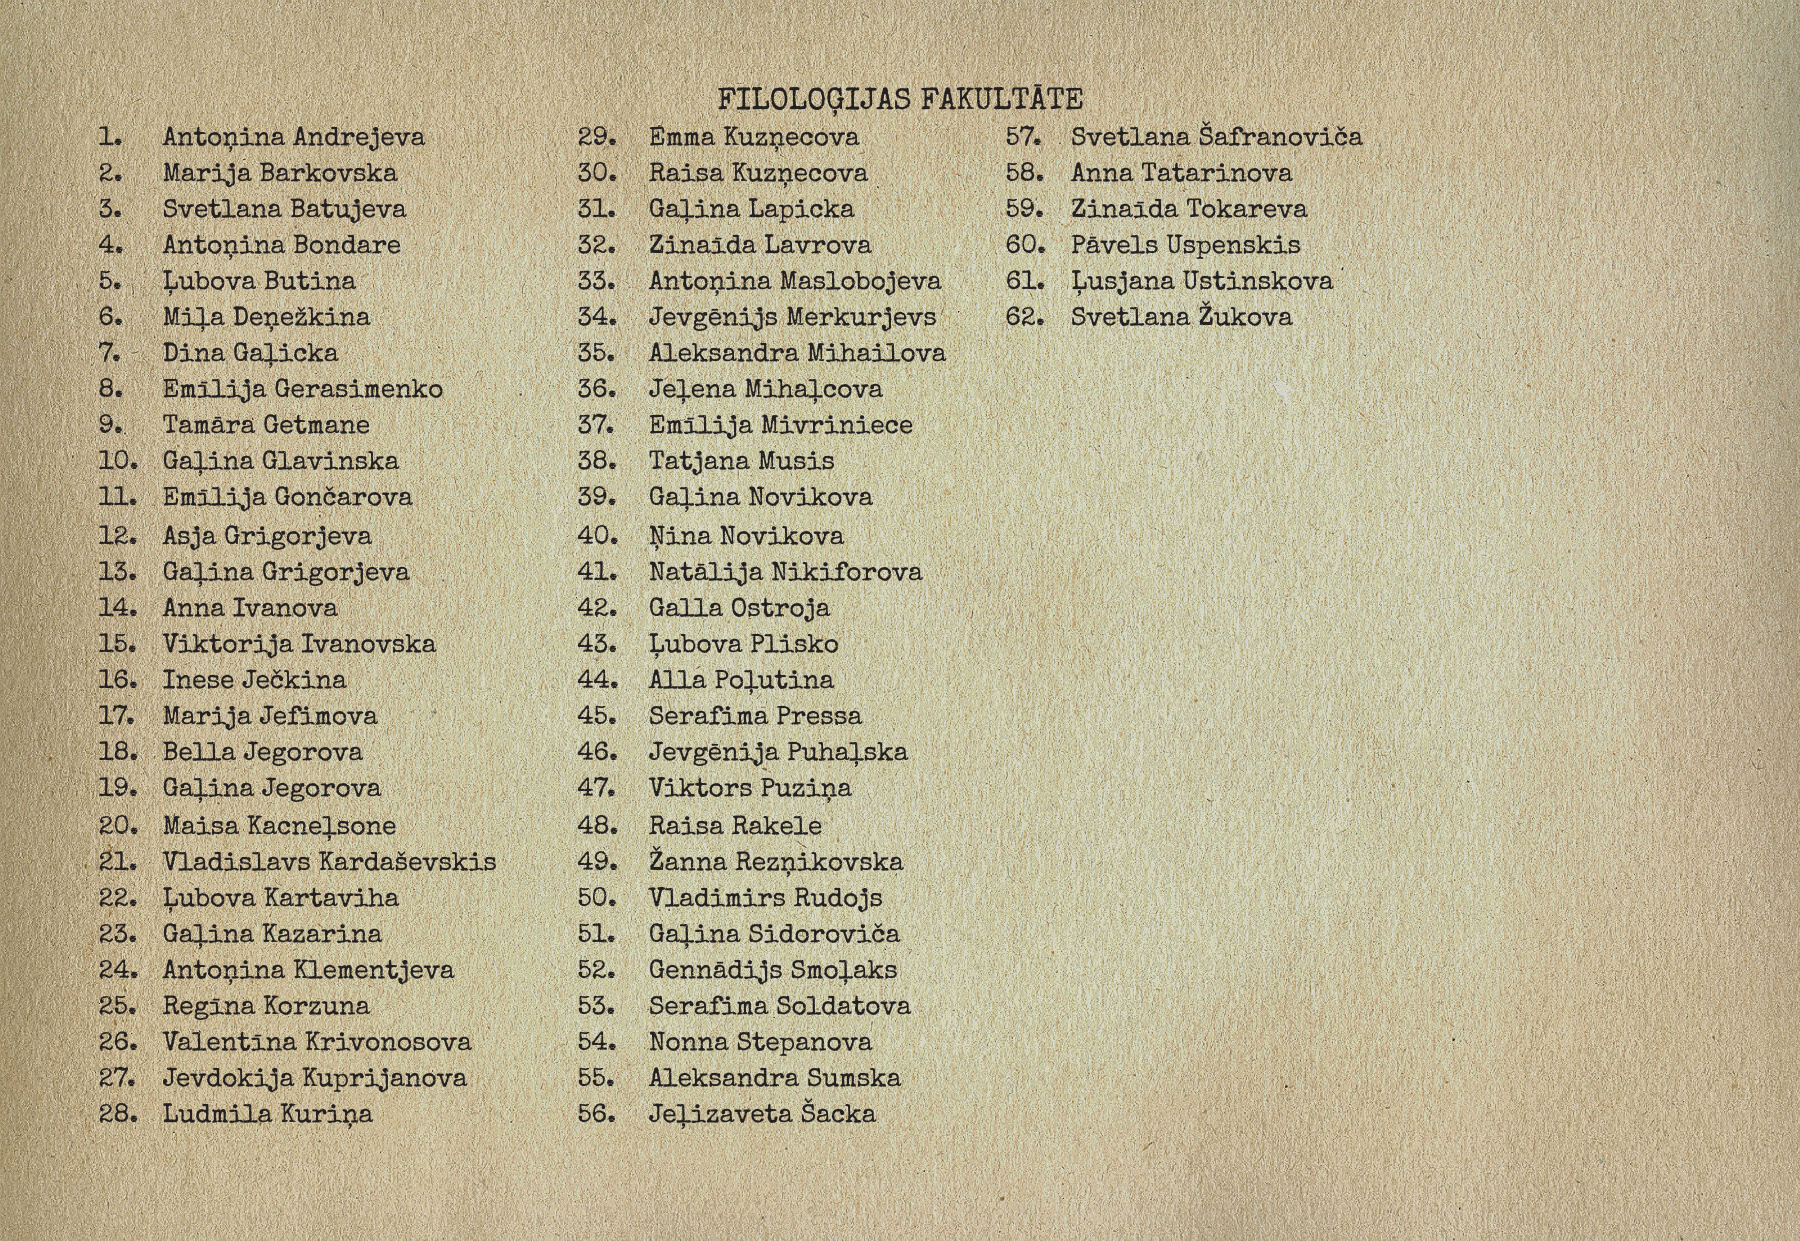 FILOLOĢIJAS FAKULTĀTE
1. Antoņina Andrejeva
2. Marija Barkovska
3. Svetlana Batujeva
4. Antoņina Bondare
5. Ļubova Butina
6. Miļa Deņežkina
7. Dina Gaļicka
8. Emīlija Gerasimenko
9. Tamāra Getmane
10. Gaļina Glavinska
11. Emīlija Gončarova
12. Asja Grigorjeva
13. Gaļina Grigorjeva
14. Anna Ivanova
15. Viktorija Ivanovska
16. Inese Ječkina
17. Marija Jefimova
18. Bella Jegorova
19. Gaļina Jegorova
20. Maisa Kacneļsone
21. Vladislavs Kardaševskis
22. Ļubova Kartaviha
23. Gaļina Kazarina
24. Antoņina Klementjeva
25. Regīna Korzuna
26. Valentīna Krivonosova
27. Jevdokija Kuprijanova
28. Ludmila Kuriņa
29. Emma Kuzņecova
30. Raisa Kuzņecova
31. Gaļina Lapicka
32. Zinaīda Lavrova
33. Antoņina Maslobojeva
34. Jevgēnijs Merkurjevs
35. Aleksandra Mihailova
36. Jeļena Mihaļcova
37. Emīlija Mivriniece
38. Tatjana Musis
39. Gaļina Novikova
40. Ņina Novikova
41. Natālija Nikiforova
42. Galla Ostroja
43. Ļubova Plisko
44. Alla Poļutina
45. Serafima Pressa
46. Jevgēnija Puhaļska
47. Viktors Puziņa
48. Raisa Rakele
49. Žanna Rezņikovska
50. Vladimirs Rudojs
51. Gaļina Sidoroviča
52. Gennādijs Smoļaks
53. Serafima Soldatova
54. Nonna Stepanova
55. Aleksandra Sumska
56. Jeļizaveta Šacka
57. Svetlana Šafranoviča
58. Anna Tatarinova
59. Zinaīda Tokareva
60. Pāvels Uspenskis
61. Ļusjana Ustinskova
62. Svetlana Žukova